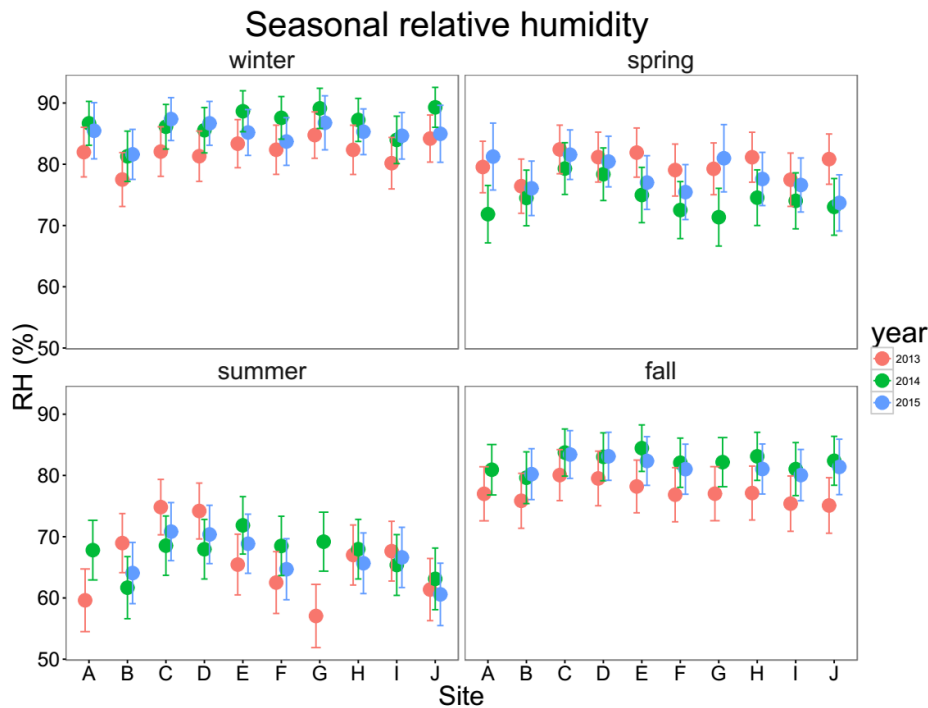 Seasonal relative humidity
winter
spring
90
80
70
60
50
summer
fall
90
80
70
60
50
RH (%)
A B C D E F G H I J
A B C D E F G H I J
Site
year
2013
2014
2015